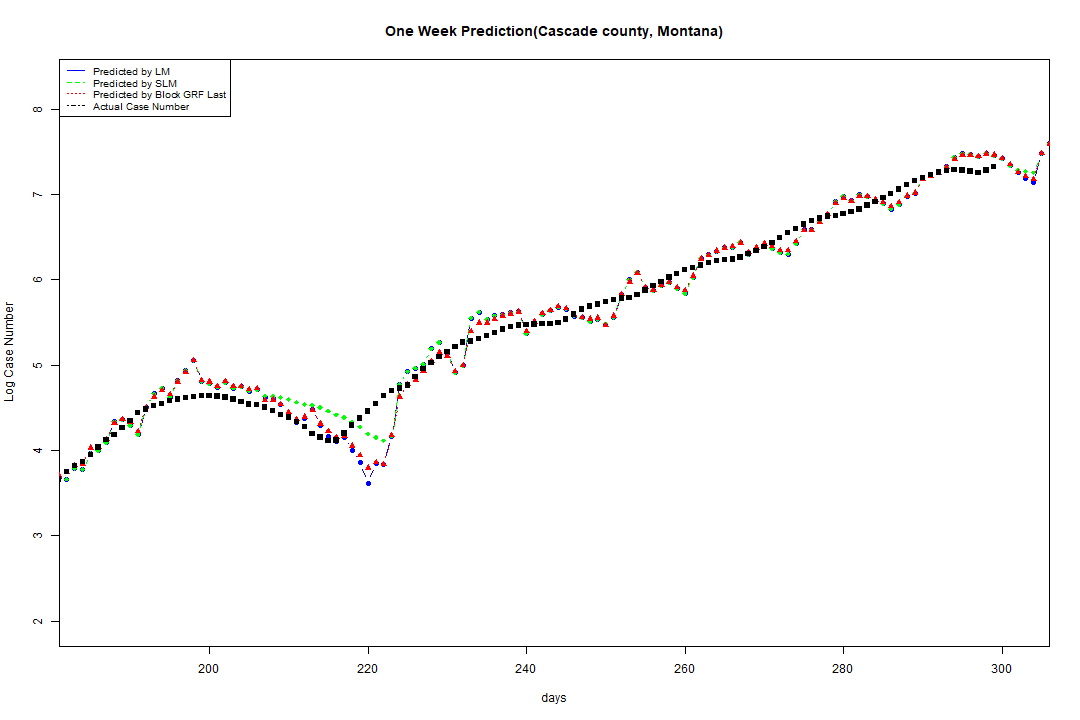 One Week Prediction(Cascade county, Montana)
Predicted by LM
Predicted by SLM
Predicted by Block GRF Last
Actual Case Number
8
7
6
5
4
3
2
Log Case Number
200
220
240
260
280
300
days